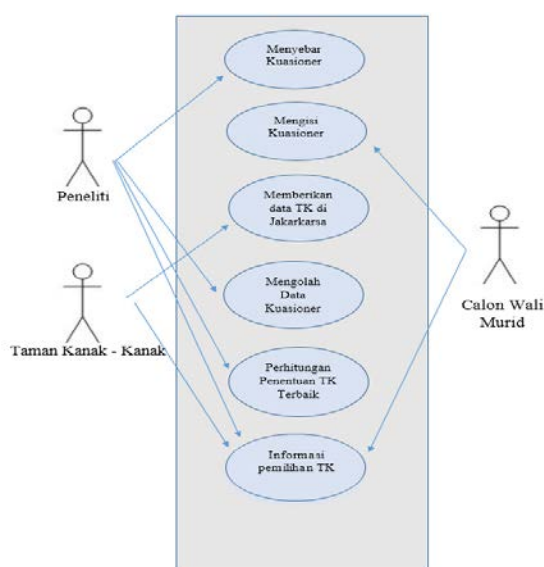 Menyebar
Kuasioner
Mengisi
Kuasioner
Peneliti
Memberikan
data TK di
Jakarkarsa
Calon Wali
Murid
Mengolah
Data
Kuasioner
Taman Kanak - Kanak
Perhitungan
Penentuan TK
Terbaik
Informasi
pemilihan TK